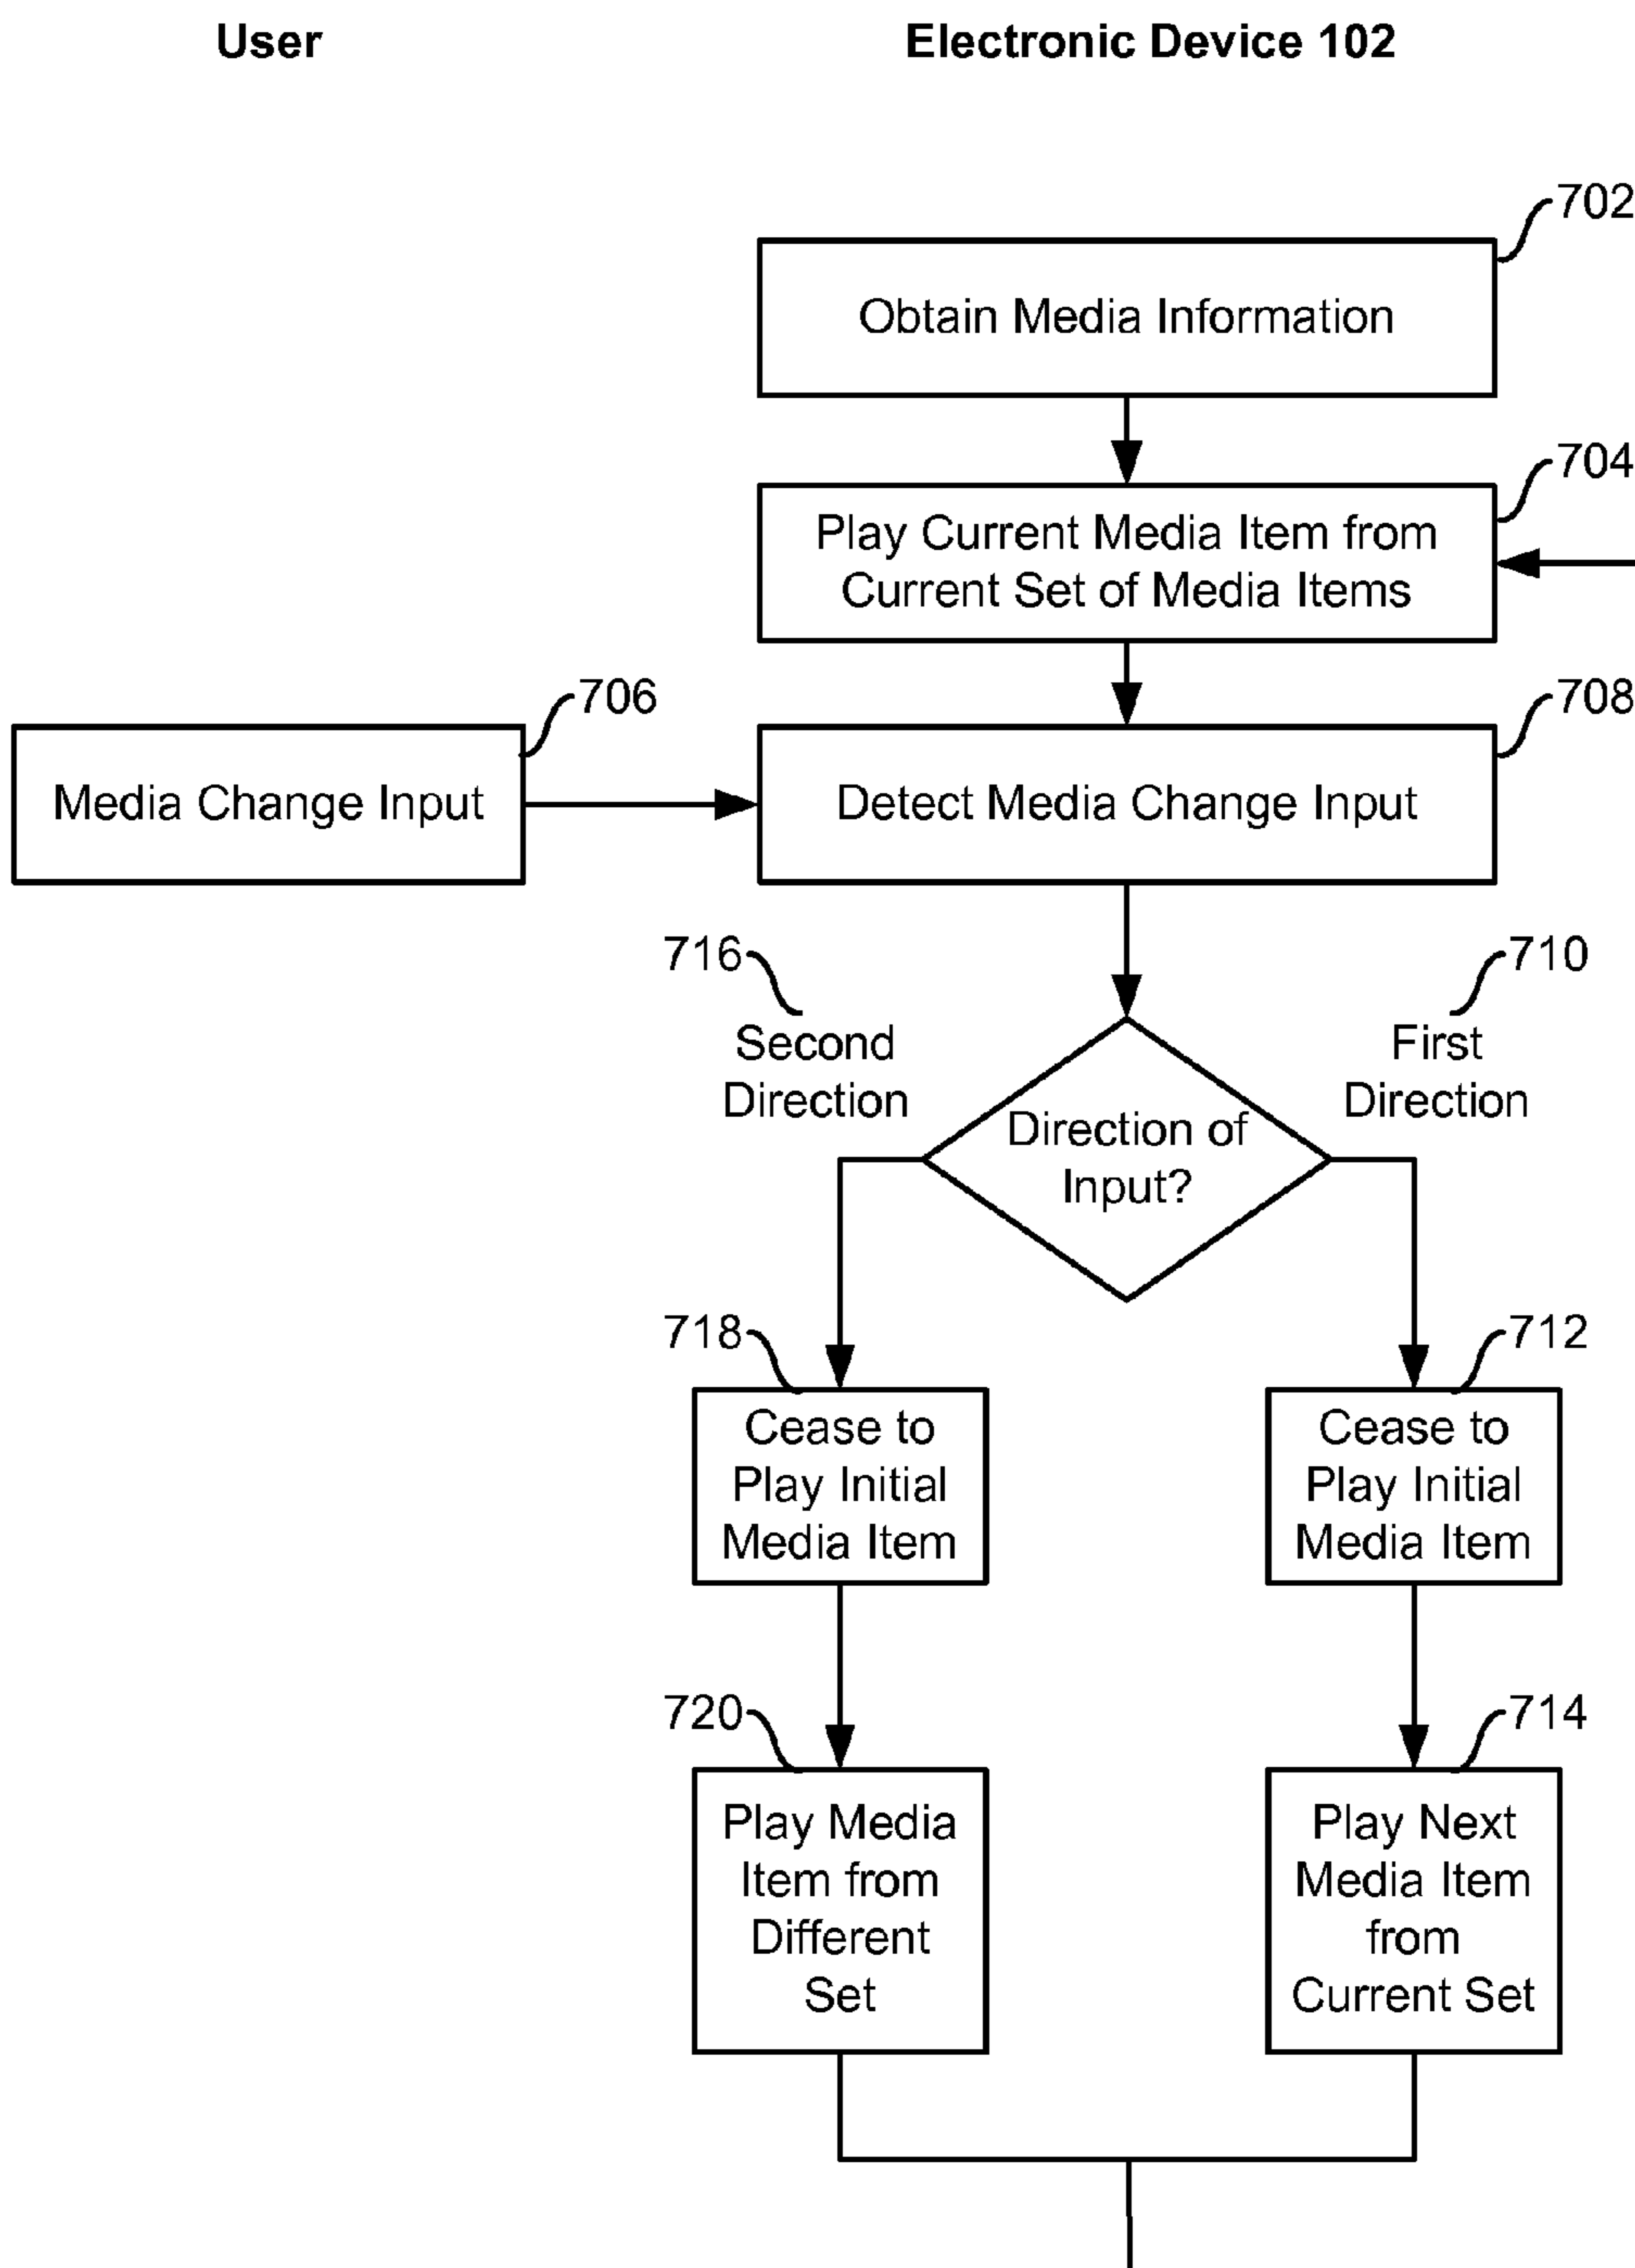 User
Electronic Device 102
702
Obtain Media Information
704
Play Current Media Item from
Current Set of Media Items
706
708
Media Change Input
Detect Media Change Input
716
710
Second
Direction
First
Direction
Direction of
Input?
718
712
Cease to
Play Initial
Media Item
Cease to
Play Initial
Media Item
720
714
Play Media
Item from
Different
Set
Play Next
Media Item
from
Current Set